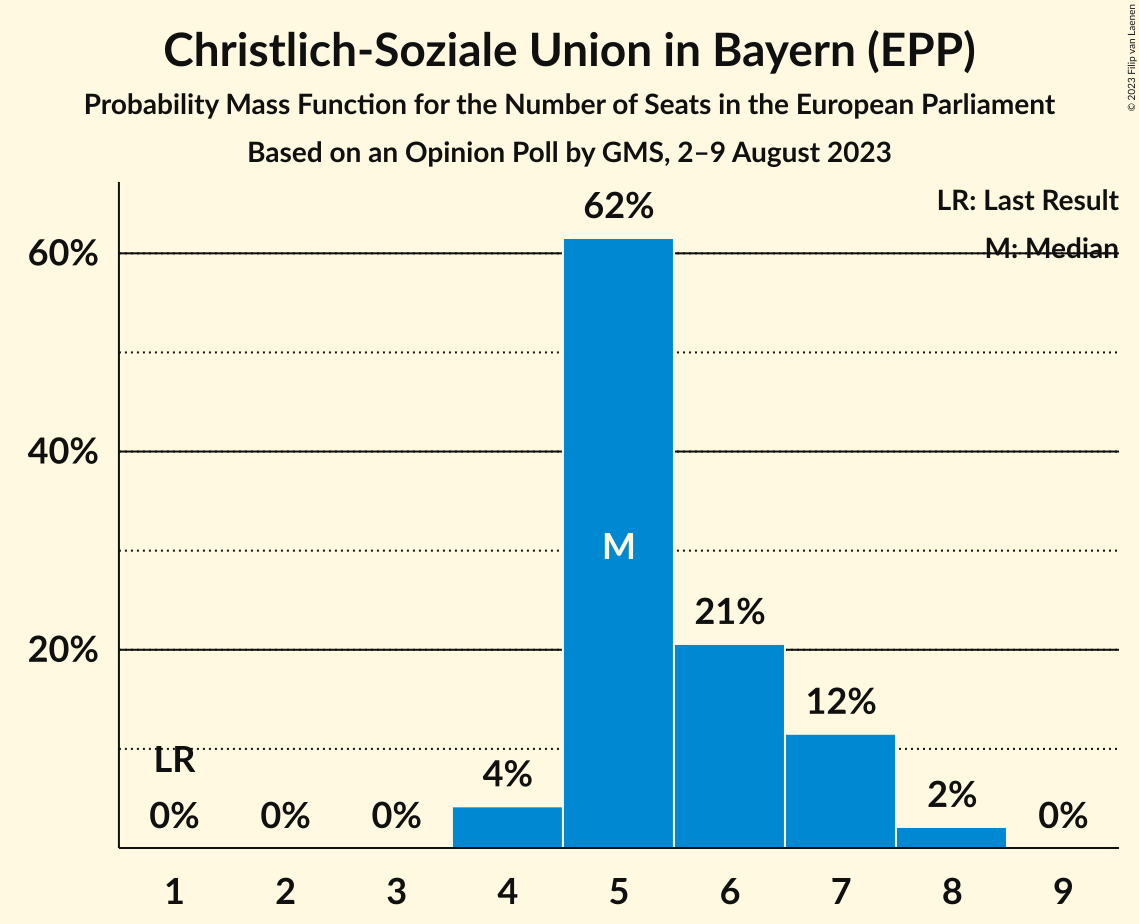 Christlich-Soziale Union in Bayern (EPP)
Probability Mass Function for the Number of Seats in the European Parliament
Based on an Opinion Poll by GMS, 2–9 August 2023
© 2023 Filip van Laenen
LR: Last Result
M: Median
62%
60%
40%
M
21%
20%
12%
LR
4%
2%
0% 0% 0% 0%
1 2 3 4 5 6 7 8 9